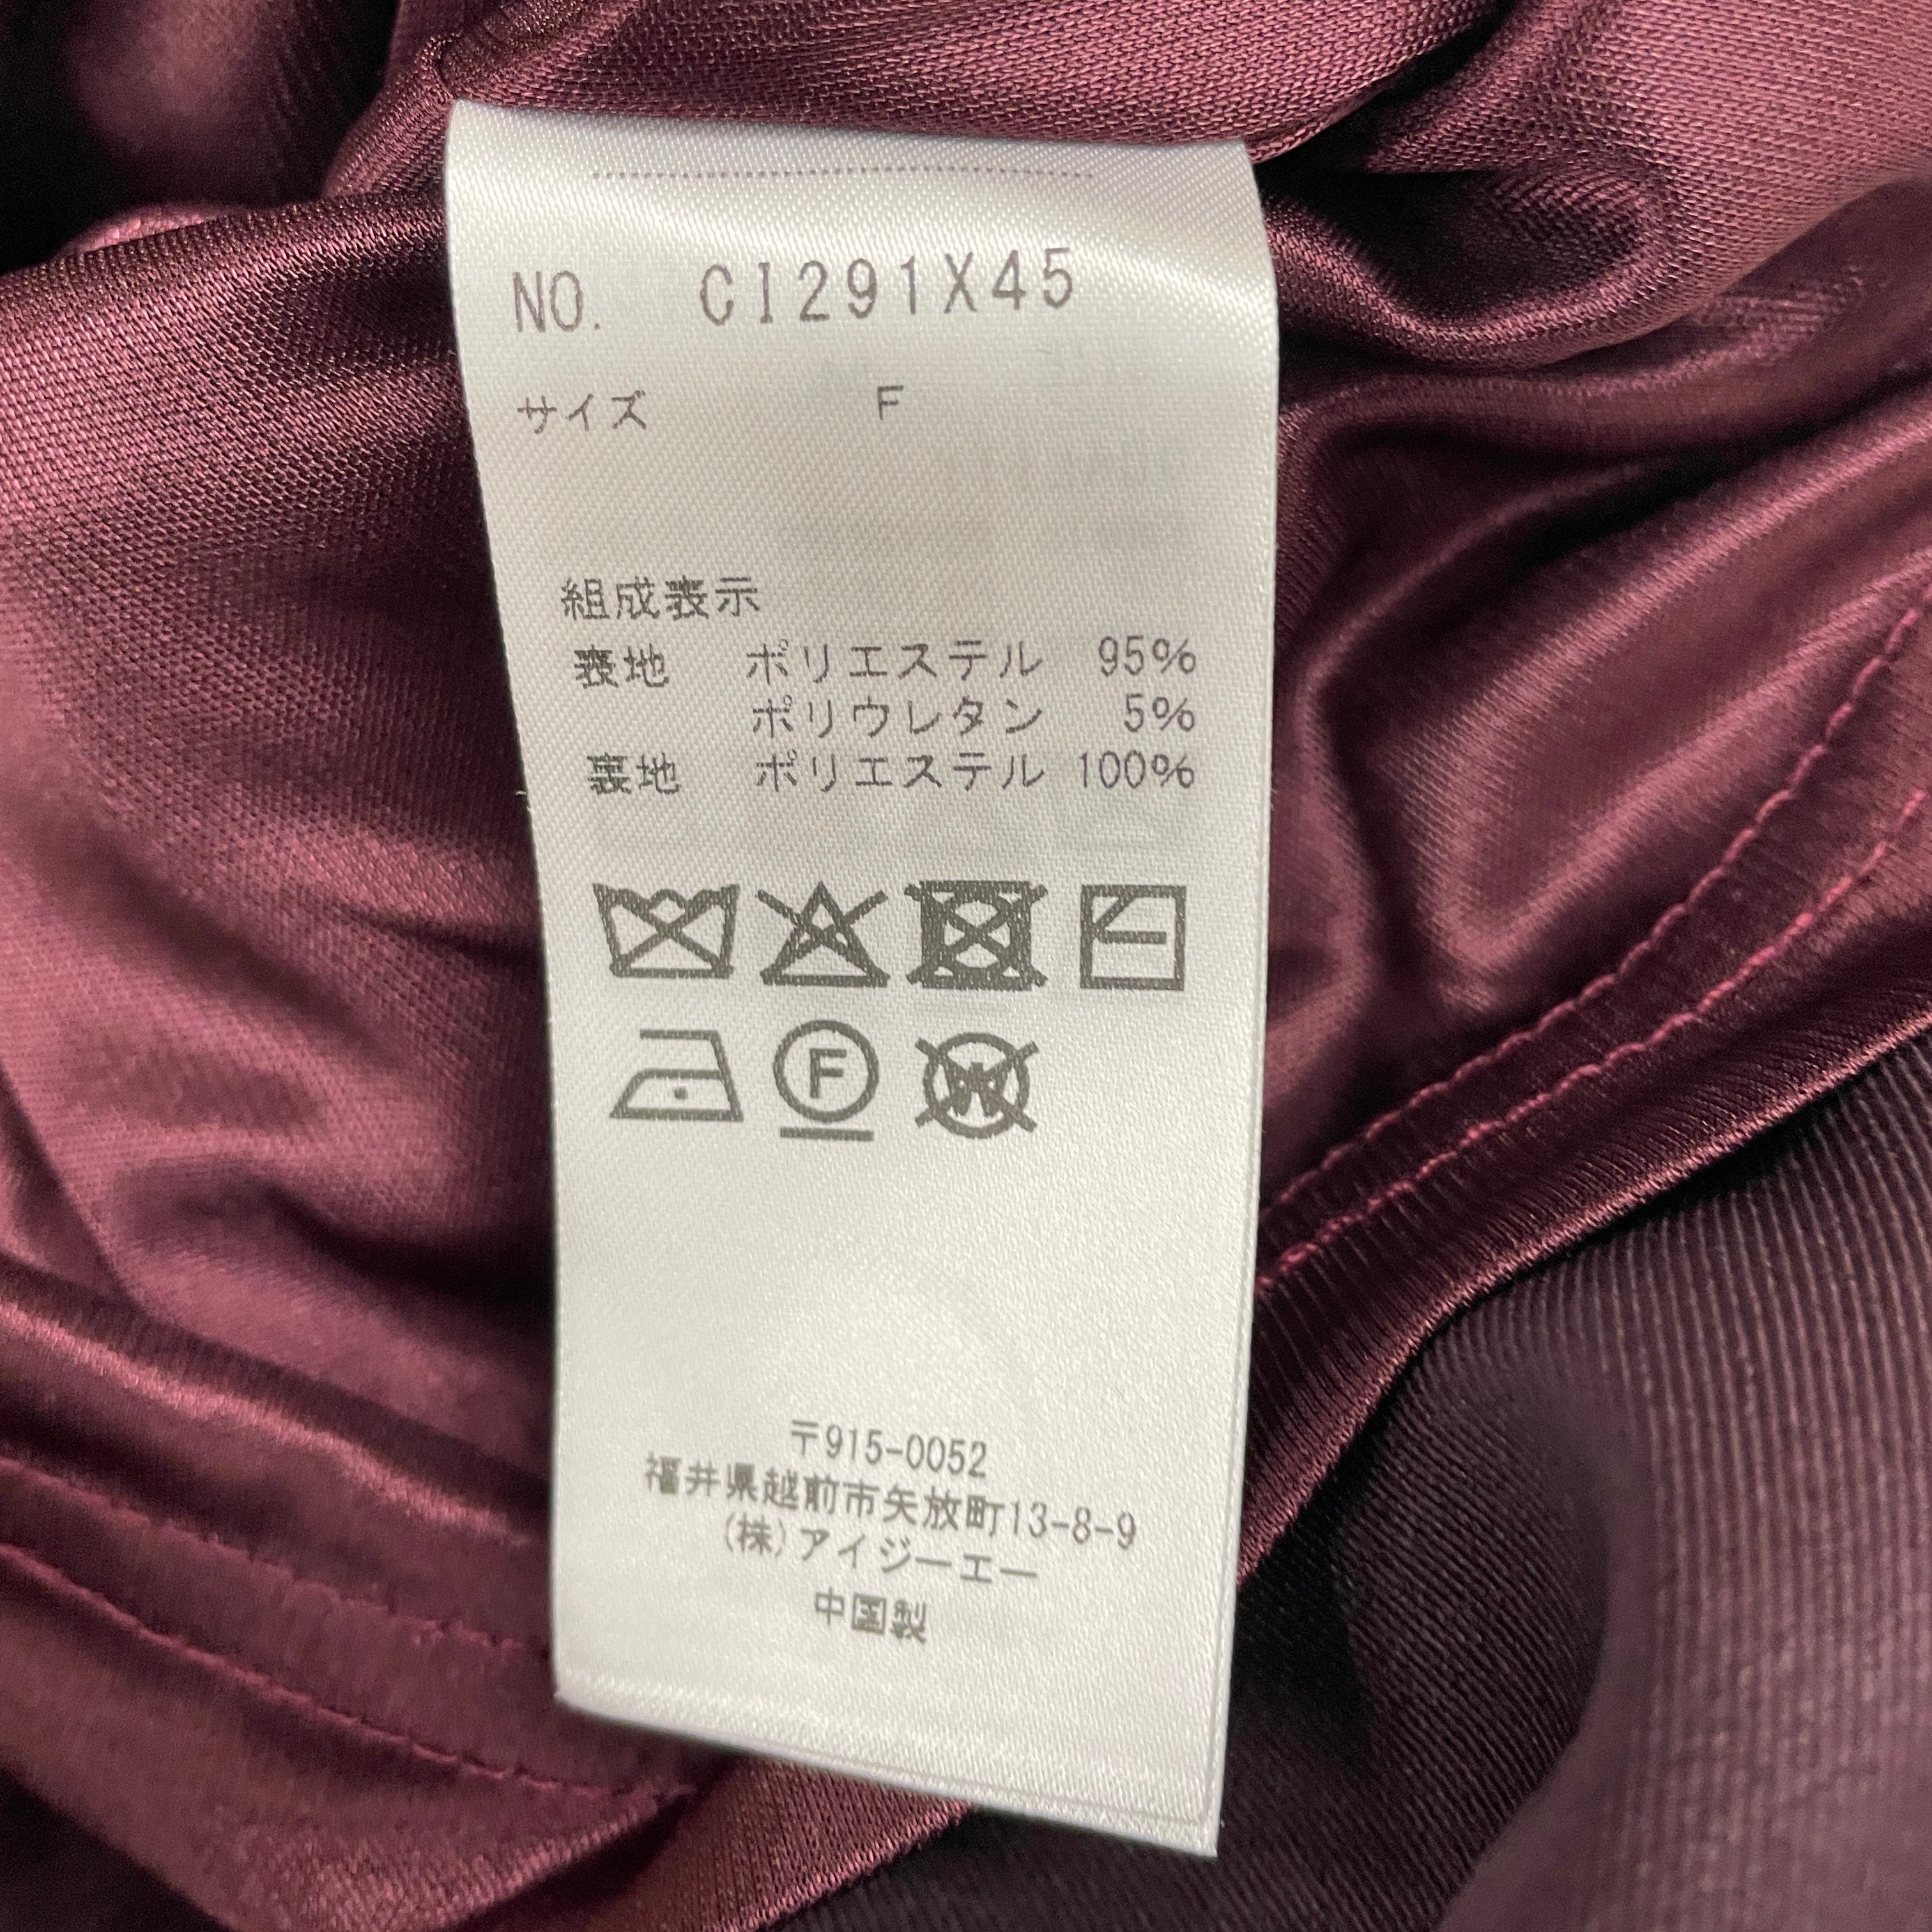 NO. CI291X45
サイズ F
組成表示
表地 ポリエステル 95%
ポリウレタン 5%
裏地 ポリエステル 100%
F W
〒915-0052
福井県越前市矢放町13-8-9
(株)アイジーエー
中国製